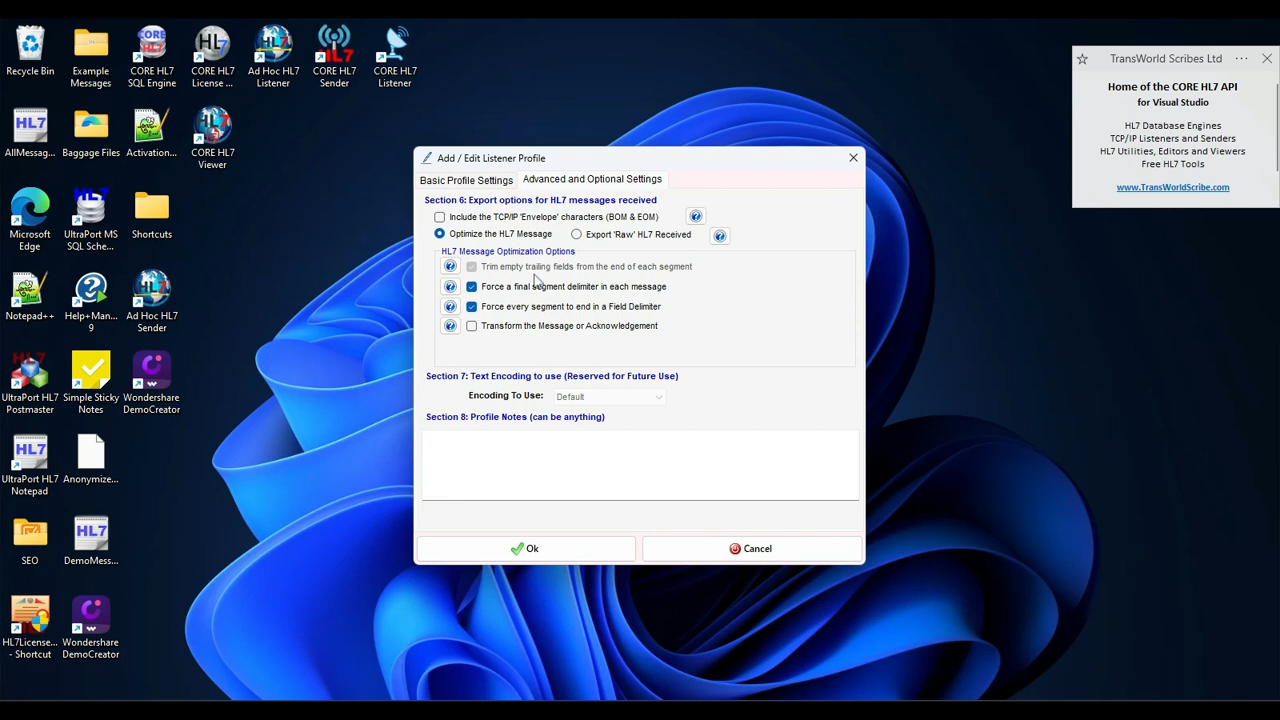 Recycle Bin
Example
Messages
CORE HL7
SQL Engine
CORE HL7
License ...
Ad Hoc HL7
Listener
CORE HL7
Sender
CORE HL7
Listener
AllMessag...
Baggage Files
Activation...
CORE HL7
Viewer
Microsoft
Edge
UltraPort MS
SQL Sche...
Shortcuts
Notepad++
Help+Man...
9
Ad Hoc HL7
Sender
UltraPort HL7
Postmaster
Simple Sticky
Notes
Wondershare
DemoCreator
UltraPort HL7
Notepad
Anonymize...
SEO
DemoMess...
HL7License...
- Shortcut
Wondershare
DemoCreator
Add / Edit Listener Profile
Basic Profile Settings
Advanced and Optional Settings
Section 6: Export options for HL7 messages received
Include the TCP/IP 'Envelope' characters (BOM & EOM)
Optimize the HL7 Message
Export 'Raw' HL7 Received
HL7 Message Optimization Options
Trim empty trailing fields from the end of each segment
Force a final segment delimiter in each message
Force every segment to end in a Field Delimiter
Transform the Message or Acknowledgement
Section 7: Text Encoding to use (Reserved for Future Use)
Encoding To Use: Default
Section 8: Profile Notes (can be anything)
Ok
Cancel
TransWorld Scribes Ltd
Home of the CORE HL7 API
for Visual Studio
HL7 Database Engines
TCP/IP Listeners and Senders
HL7 Utilities, Editors and Viewers
Free HL7 Tools
www.TransWorldScribe.com